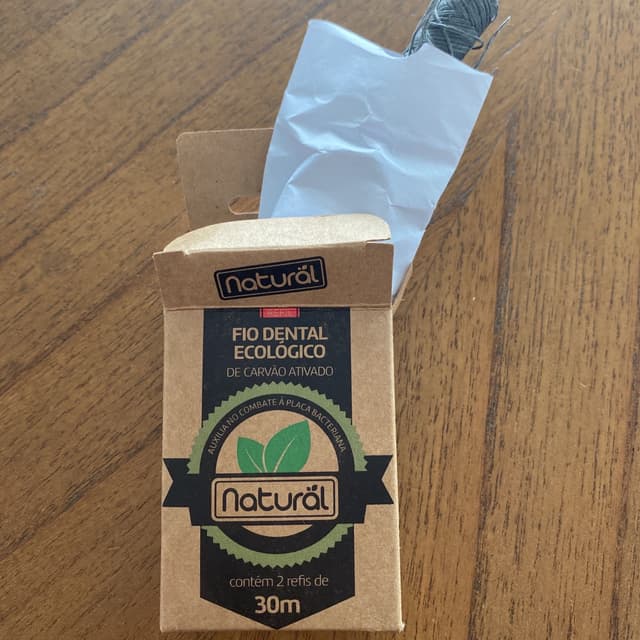 naturäl
FIO DENTAL
ECOLÓGICO
DE CARVÃO ATIVADO
AUXILIA NO COMBATE À PLACA BACTERIANA
naturäl
contém 2 refis de
30m